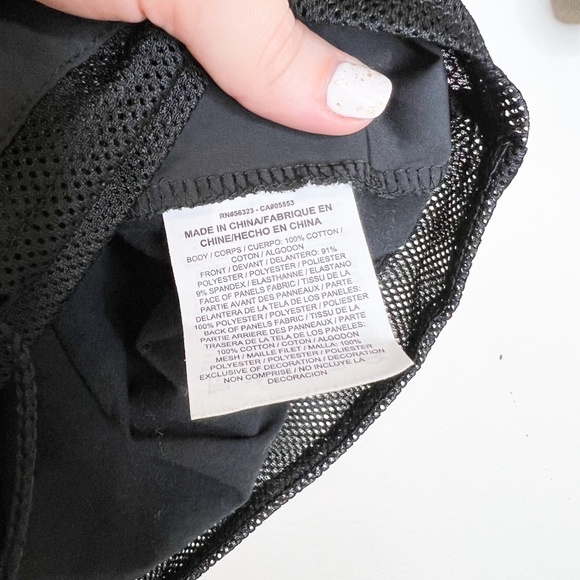 RN#56323 - CA#05553
MADE IN CHINA/FABRIQUE EN
CHINE/HECHO EN CHINA
BODY / CORPS / CUERPO: 100% COTTON /
COTON / ALGODON
FRONT / DEVANT / DELANTERO: 91%
POLYESTER / POLYESTER / POLIESTER
9% SPANDEX / ELASTHANNE / ELASTANO
FACE OF PANELS FABRIC / TISSU DE LA
PARTIE AVANT DES PANNEAUX / PARTE
DELANTERA DE LA TELA DE LOS PANELES:
100% POLYESTER / POLYESTER / POLIESTER
BACK OF PANELS FABRIC / TISSU DE LA
PARTIE ARRIERE DES PANNEAUX / PARTE
TRASERA DE LA TELA DE LOS PANELES:
100% COTTON / COTON / ALGODON
MESH / MAILLE FILET / MALLA: 100%
POLYESTER / POLYESTER / POLIESTER
EXCLUSIVE OF DECORATION / DECORATION
NON COMPRISE / NO INCLUYE LA
DECORACION